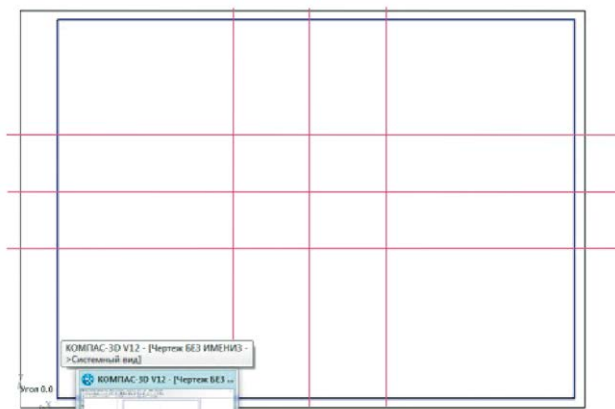 КОМПАС-3D V12 - [Чертеж БЕЗ ИМЕНИ3 -
>Системный вид]
КОМПАС-3D V12 - [Чертеж БЕЗ ...
Угол 0.0
X